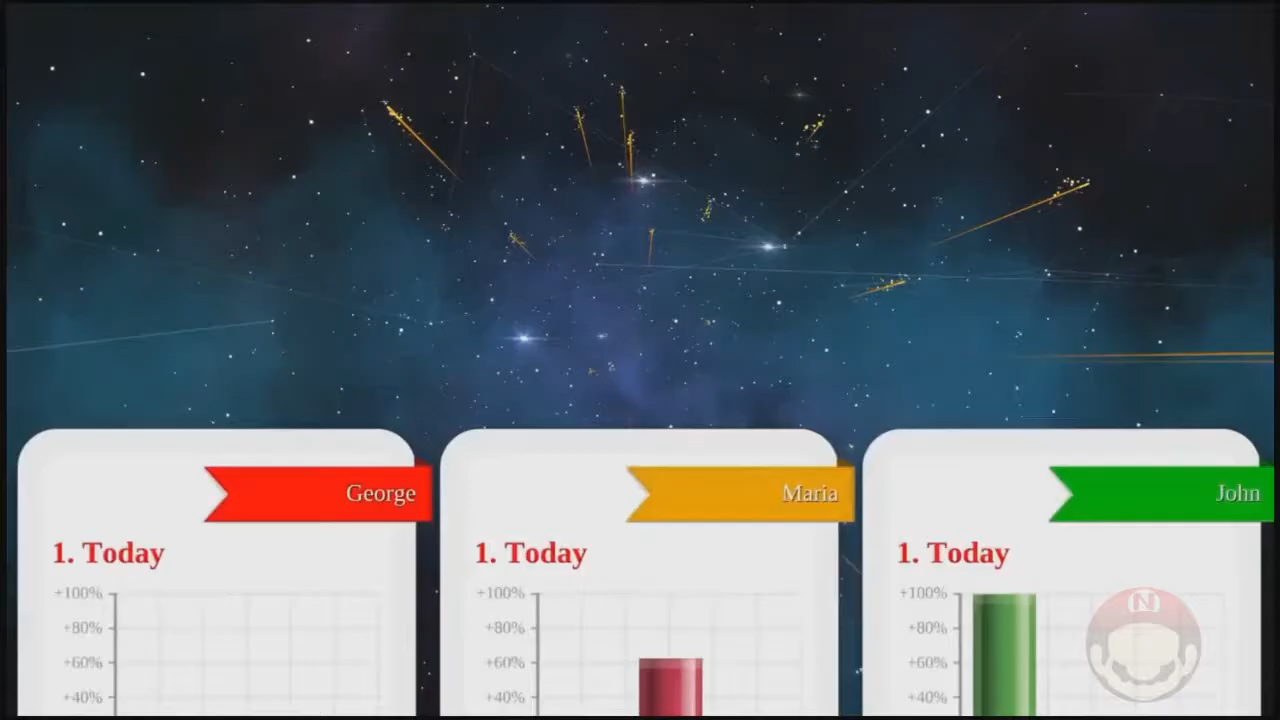 George
1. Today
+100%
+80%
+60%
+40%
Maria
1. Today
+100%
+80%
+60%
+40%
John
1. Today
+100%
+80%
+60%
+40%
N